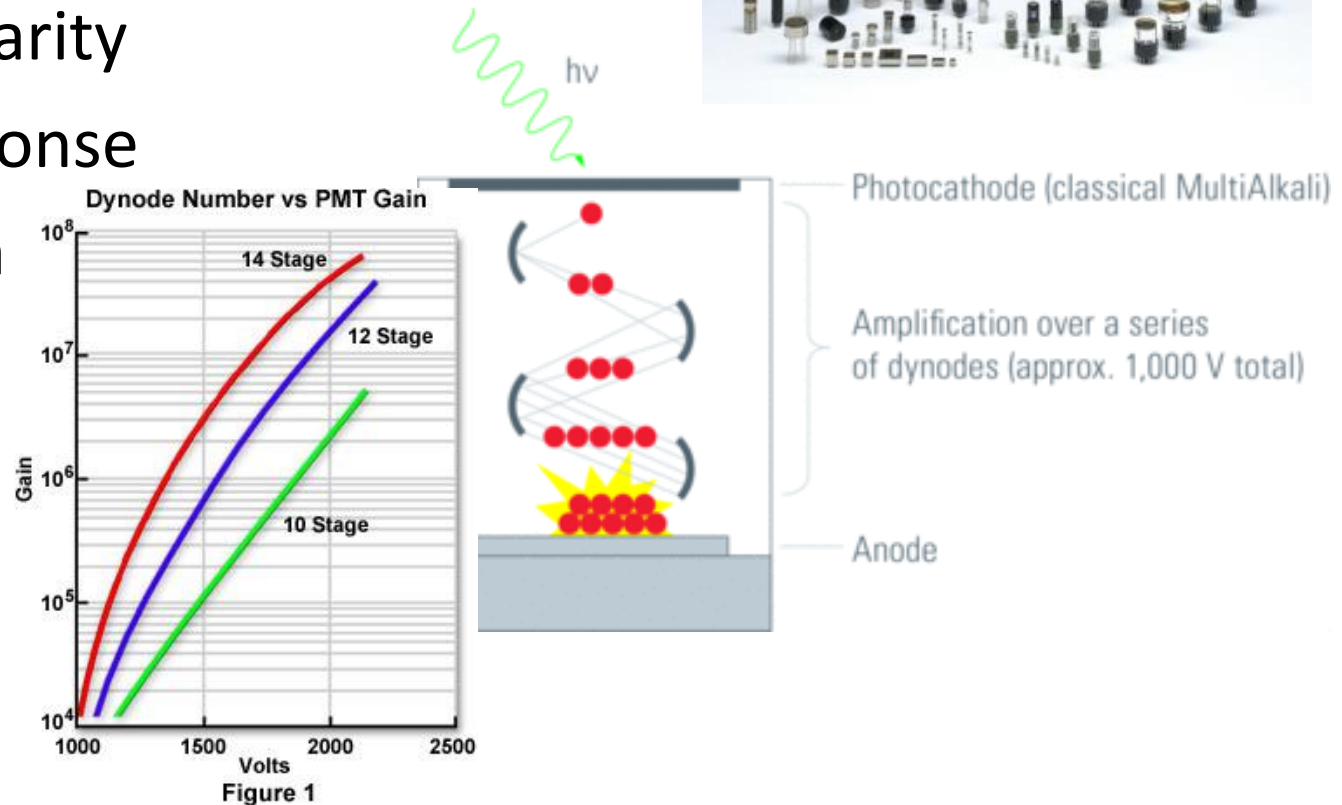 arity
onse
hν
Dynode Number vs PMT Gain
10⁸
10⁷
10⁶
10⁵
10⁴
Gain
14 Stage
12 Stage
10 Stage
1000 1500 2000 2500
Volts
Figure 1
Photocathode (classical MultiAlkali)
Amplification over a series
of dynodes (approx. 1,000 V total)
Anode